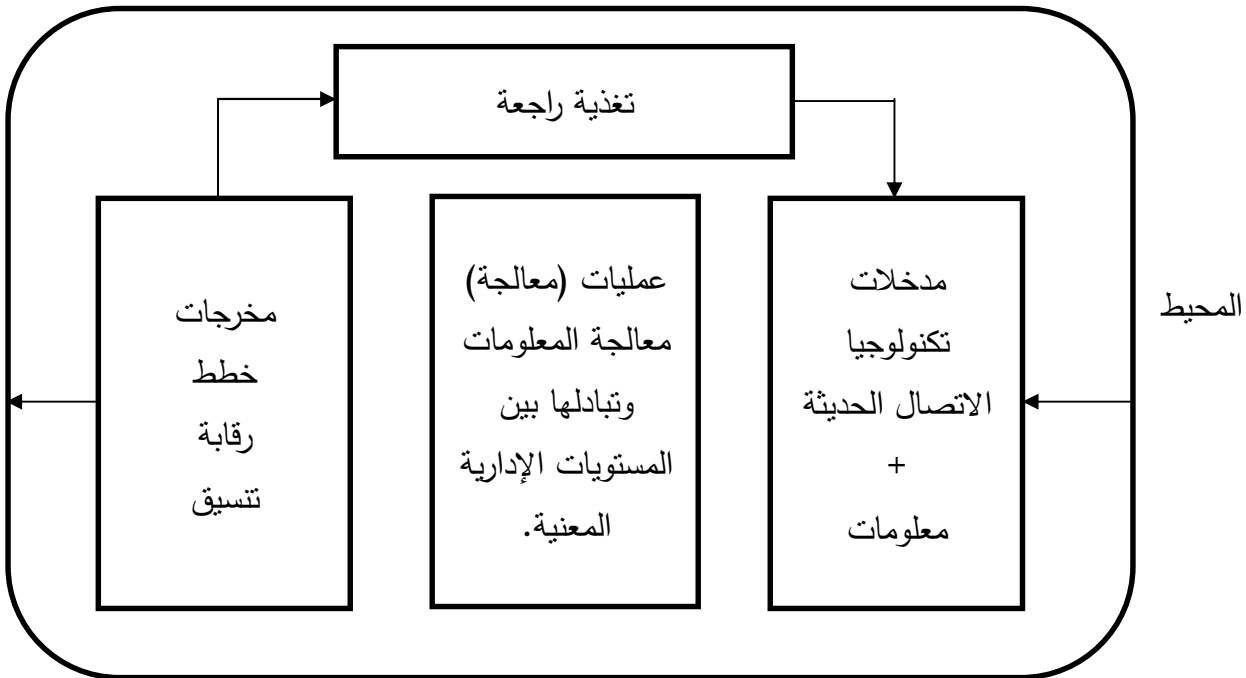 تغذية راجعة
المحيط
مدخلات
تكنولوجيا
الاتصال الحديثة
+
معلومات
عمليات (معالجة)
معالجة المعلومات
وتبادلها بين
المستويات الإدارية
المعنية.
مخرجات
خطط
رقابة
تنسيق